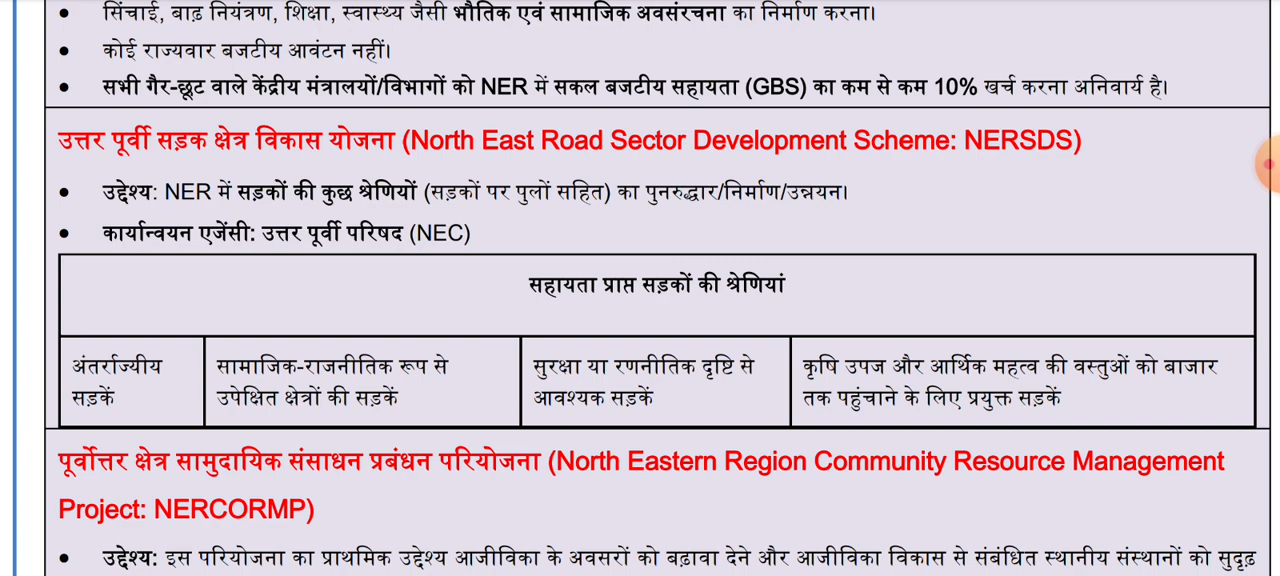 • सिंचाई, बाढ़ नियंत्रण, शिक्षा, स्वास्थ्य जैसी भौतिक एवं सामाजिक अवसंरचना का निर्माण करना।
• कोई राज्यवार बजटीय आवंटन नहीं।
• सभी गैर-छूट वाले केंद्रीय मंत्रालयों/विभागों को NER में सकल बजटीय सहायता (GBS) का कम से कम 10% खर्च करना अनिवार्य है।
उत्तर पूर्वी सड़क क्षेत्र विकास योजना (North East Road Sector Development Scheme: NERSDS)
• उद्देश्य: NER में सड़कों की कुछ श्रेणियों (सड़कों पर पुलों सहित) का पुनरुद्धार/निर्माण/उन्नयन।
• कार्यान्वयन एजेंसी: उत्तर पूर्वी परिषद (NEC)
सहायता प्राप्त सड़कों की श्रेणियां
अंतर्राज्यीय
सड़कें
सामाजिक-राजनीतिक रूप से
उपेक्षित क्षेत्रों की सड़कें
सुरक्षा या रणनीतिक दृष्टि से
आवश्यक सड़कें
कृषि उपज और आर्थिक महत्व की वस्तुओं को बाजार
तक पहुंचाने के लिए प्रयुक्त सड़कें
पूर्वोत्तर क्षेत्र सामुदायिक संसाधन प्रबंधन परियोजना (North Eastern Region Community Resource Management
Project: NERCORMP)
• उद्देश्य: इस परियोजना का प्राथमिक उद्देश्य आजीविका के अवसरों को बढ़ावा देने और आजीविका विकास से संबंधित स्थानीय संस्थानों को सुदृढ़